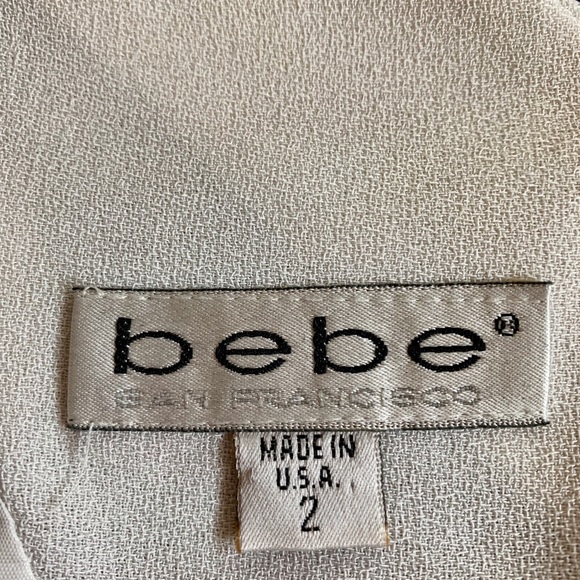 bebe®
SAN FRANCISCO
MADE IN
U.S.A.
2